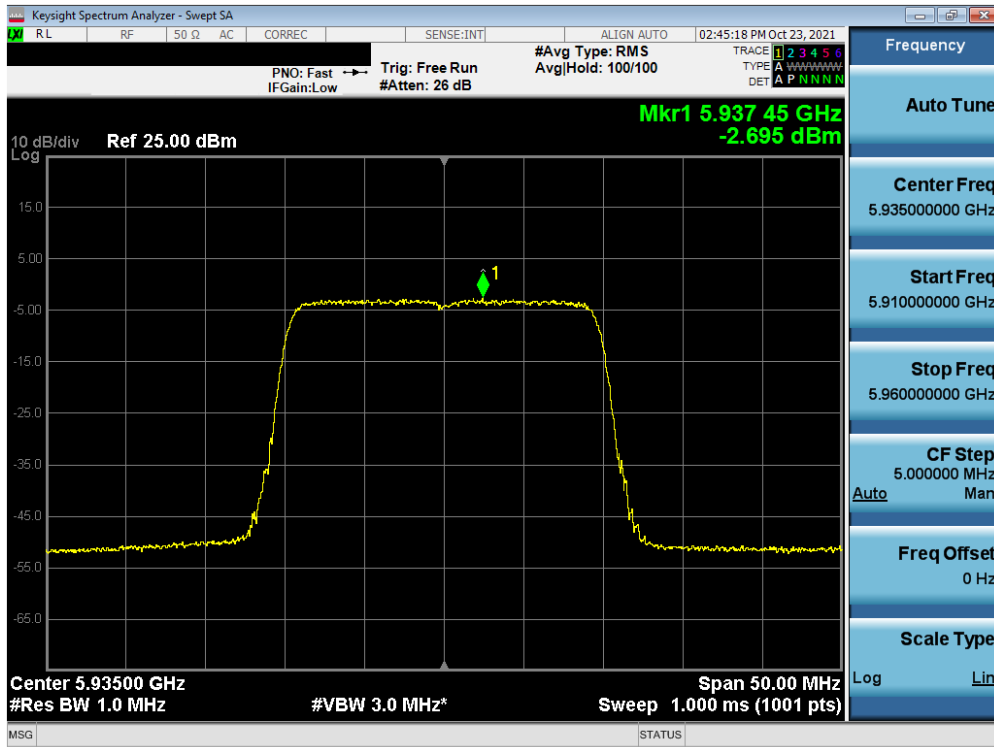 Keysight Spectrum Analyzer - Swept SA
LXI RL RF 50 Ω AC CORREC SENSE:INT ALIGN AUTO 02:45:18 PM Oct 23, 2021
PNO: Fast
IFGain:Low
Trig: Free Run
#Atten: 26 dB
#Avg Type: RMS
Avg|Hold: 100/100
TRACE 1 2 3 4 5 6
TYPE A WWWWW
DET A P N N N N
Mkr1 5.937 45 GHz
-2.695 dBm
10 dB/div Ref 25.00 dBm
Log
15.0
5.00
-5.00
-15.0
-25.0
-35.0
-45.0
-55.0
-65.0
1
Center 5.93500 GHz Span 50.00 MHz
#Res BW 1.0 MHz #VBW 3.0 MHz* Sweep 1.000 ms (1001 pts)
MSG STATUS
Frequency
Auto Tune
Center Freq
5.935000000 GHz
Start Freq
5.910000000 GHz
Stop Freq
5.960000000 GHz
CF Step
5.000000 MHz
Auto Man
Freq Offset
0 Hz
Scale Type
Log Lin